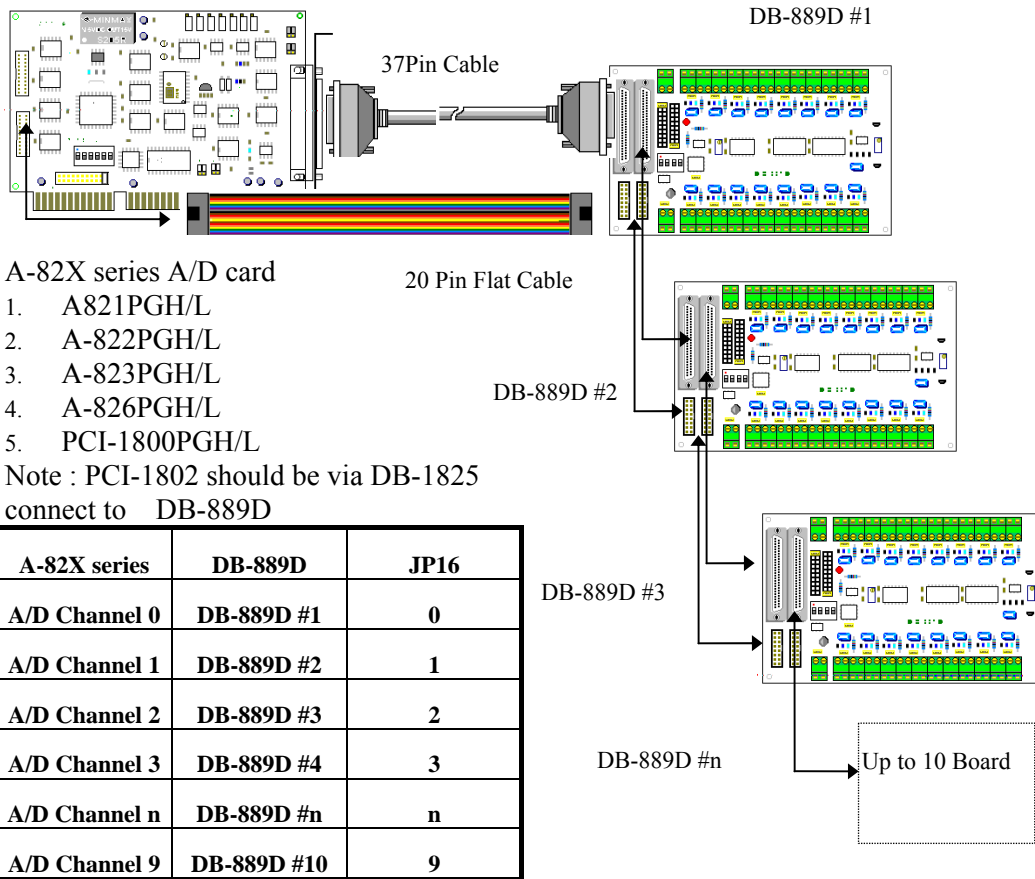 DB-889D #1
37Pin Cable
A-82X series A/D card
20 Pin Flat Cable
1. A821PGH/L
2. A-822PGH/L
3. A-823PGH/L
4. A-826PGH/L
5. PCI-1800PGH/L
Note : PCI-1802 should be via DB-1825
connect to DB-889D
DB-889D #2
A-82X series DB-889D JP16
A/D Channel 0 DB-889D #1 0
A/D Channel 1 DB-889D #2 1
A/D Channel 2 DB-889D #3 2
A/D Channel 3 DB-889D #4 3
A/D Channel n DB-889D #n n
A/D Channel 9 DB-889D #10 9
DB-889D #3
DB-889D #n
Up to 10 Board